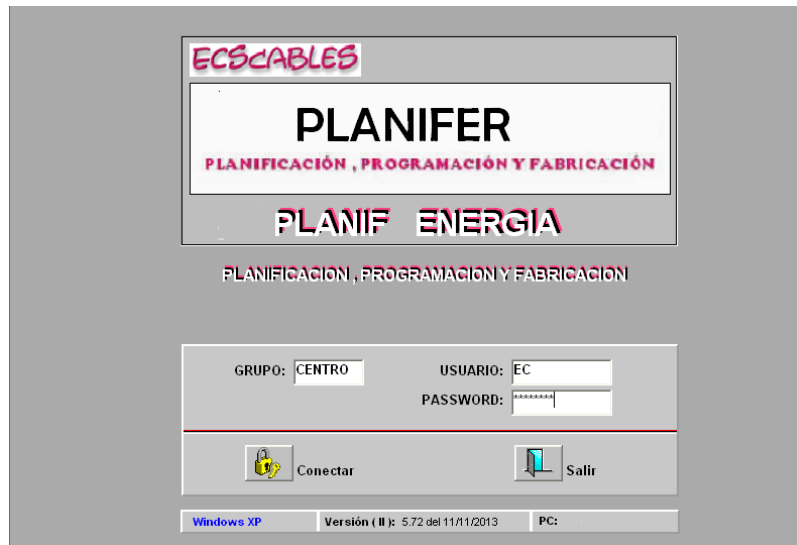 ECSCABLES
PLANIFER
PLANIFICACIÓN , PROGRAMACIÓN Y FABRICACIÓN
PLANIF ENERGIA
PLANIFICACION , PROGRAMACION Y FABRICACION
GRUPO: CENTRO USUARIO: EC
PASSWORD: ********
Conectar Salir
Windows XP Versión ( II ): 5.72 del 11/11/2013 PC: